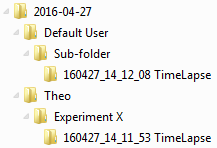 2016-04-27
Default User
Sub-folder
160427_14_12_08 TimeLapse
Theo
Experiment X
160427_14_11_53 TimeLapse